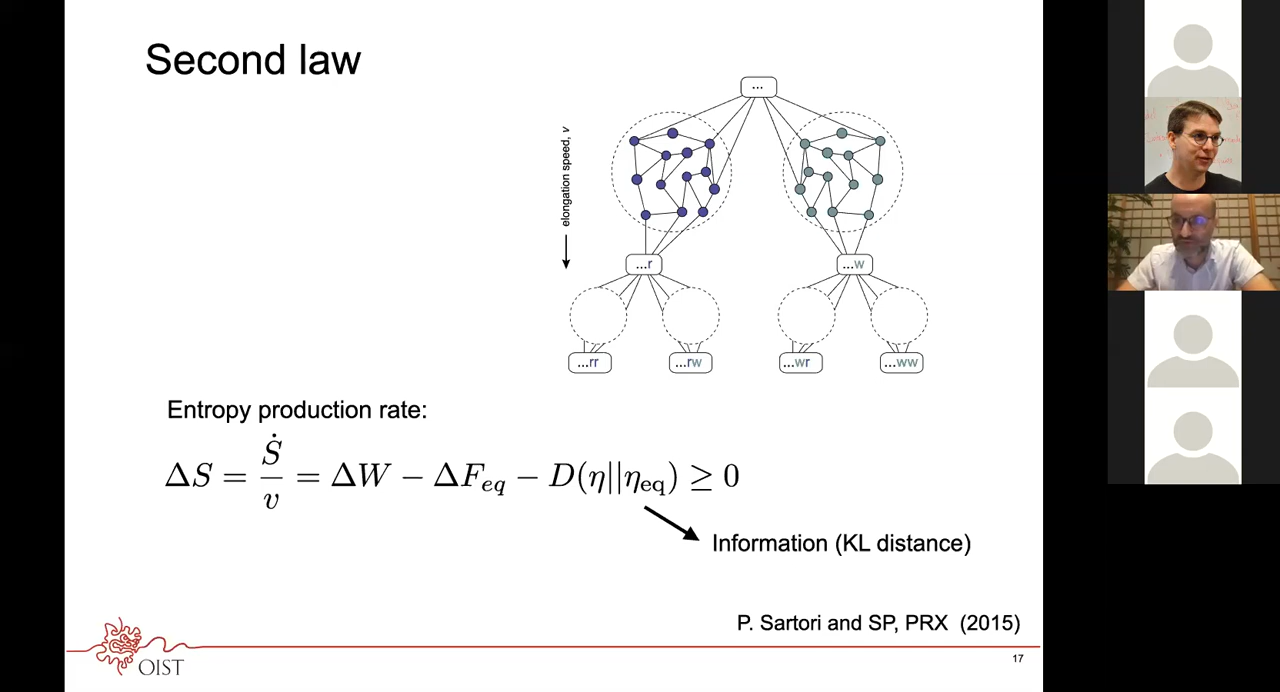 Second law
...
elongation speed, v
...r
...w
...rr
...rw
...wr
...ww
Entropy production rate:
ΔS = Ṡ/v = ΔW − ΔF_eq − D(η||η_eq) ≥ 0
Information (KL distance)
P. Sartori and SP, PRX (2015)
OIST
17